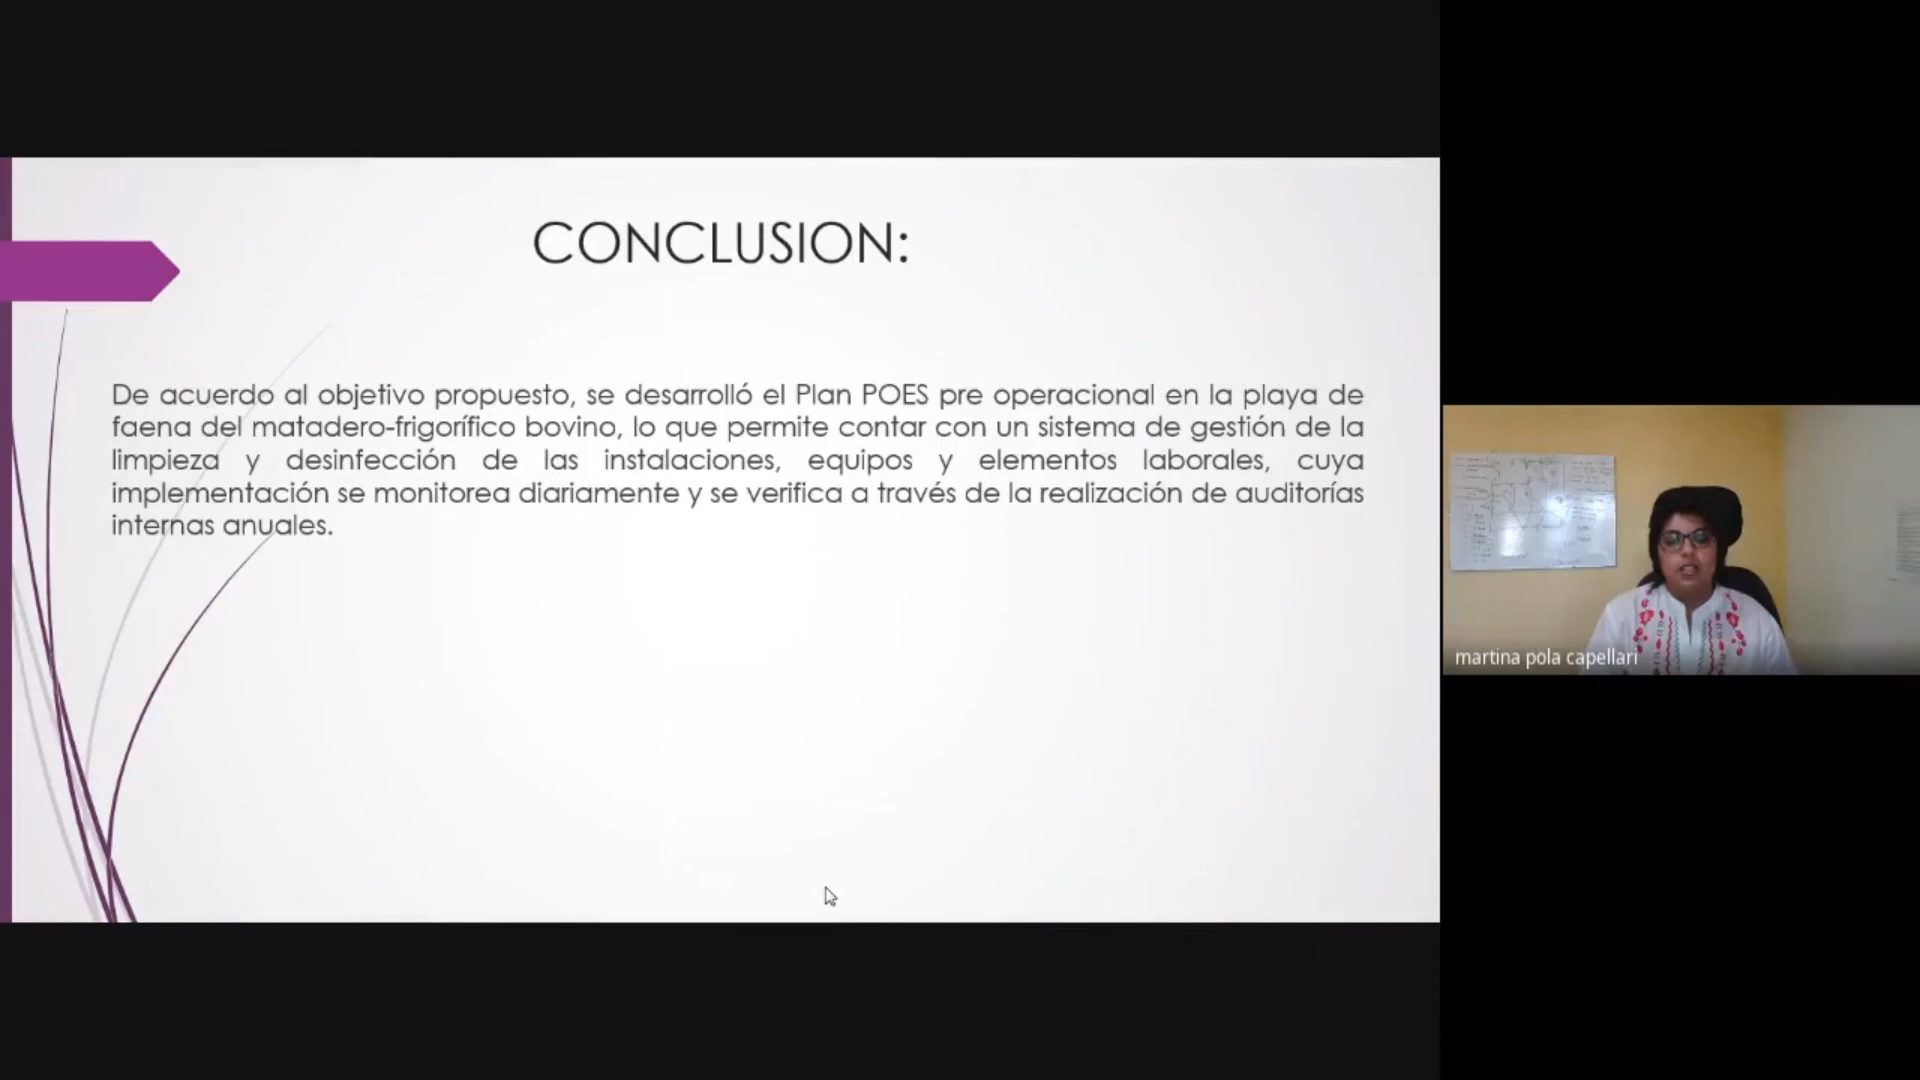 CONCLUSION:
De acuerdo al objetivo propuesto, se desarrolló el Plan POES pre operacional en la playa de
faena del matadero-frigorífico bovino, lo que permite contar con un sistema de gestión de la
limpieza y desinfección de las instalaciones, equipos y elementos laborales, cuya
implementación se monitorea diariamente y se verifica a través de la realización de auditorías
internas anuales.
martina pola capellari